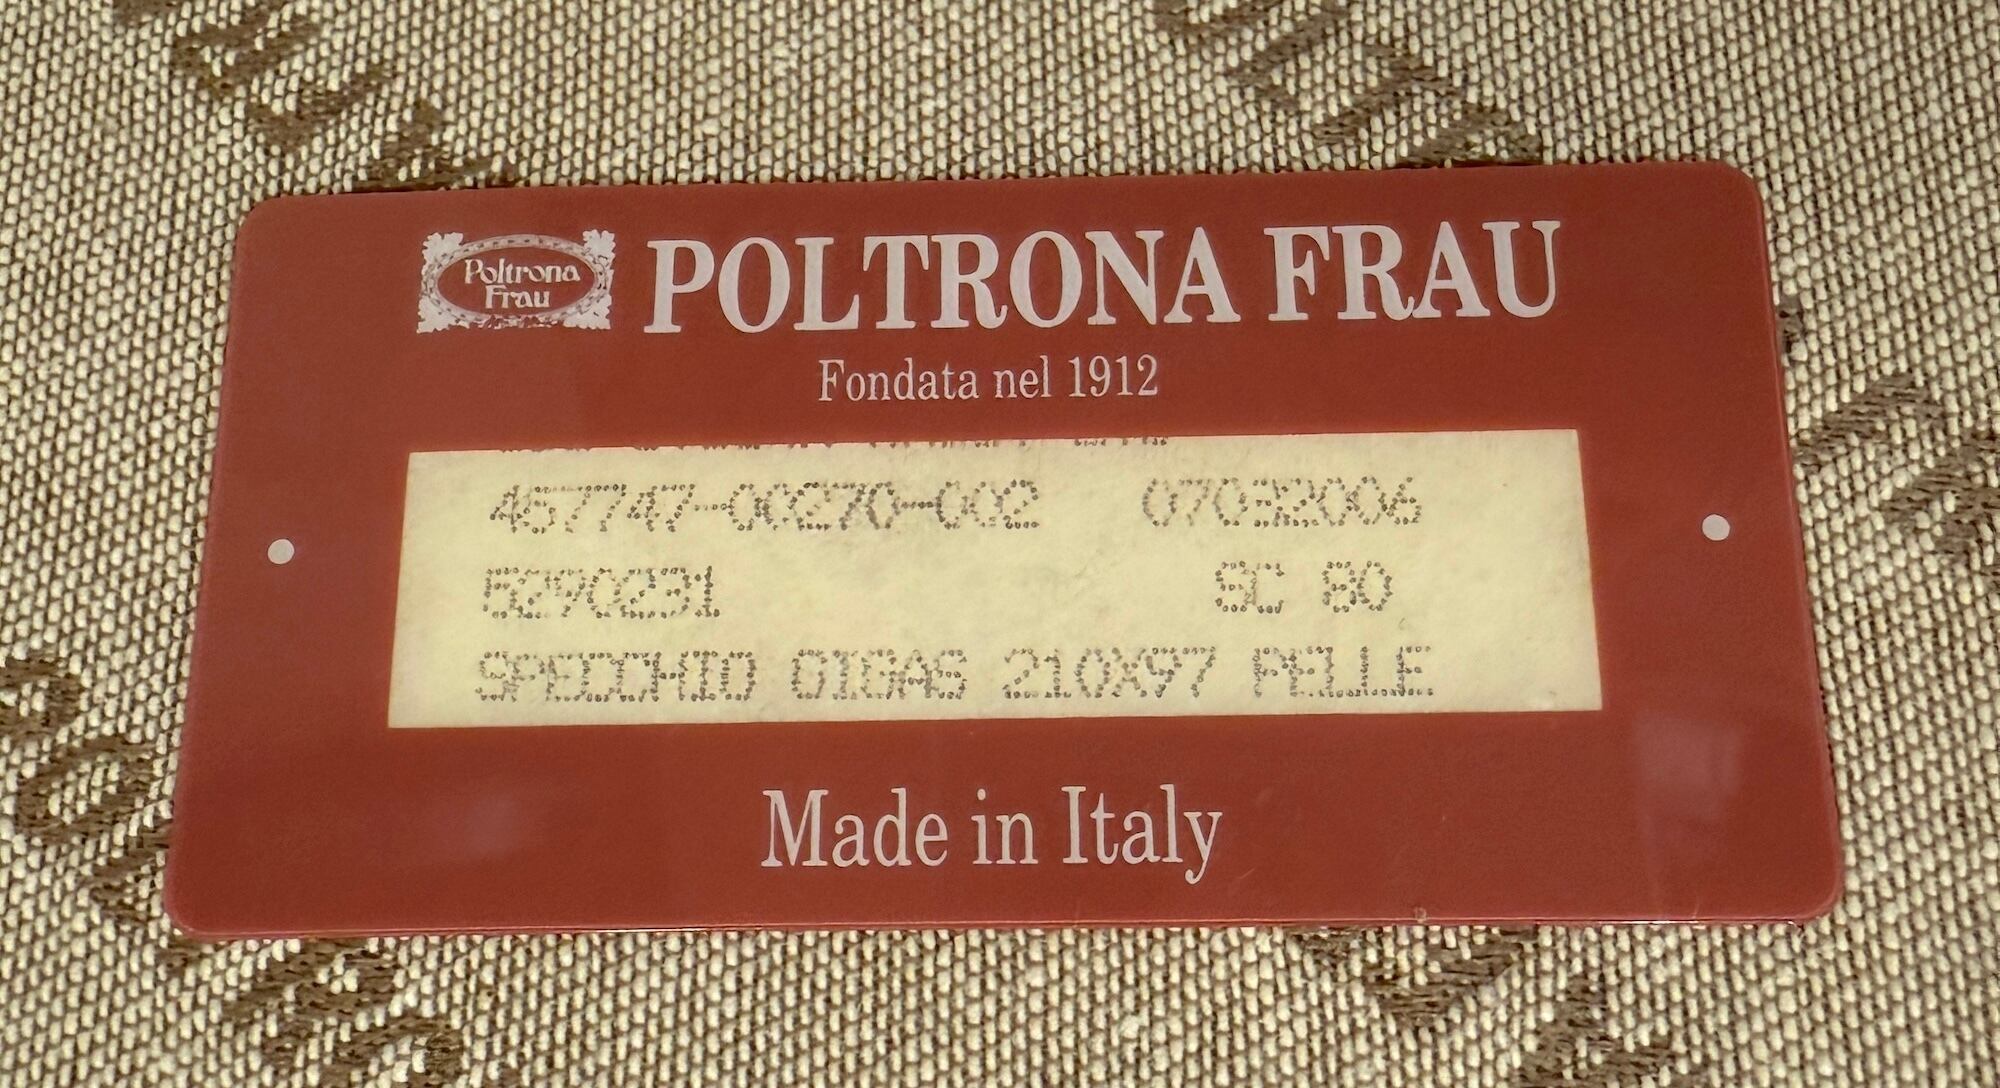 Poltrona
Frau
POLTRONA FRAU
Fondata nel 1912
457747-00270-002 07032006
5290231 SC 80
SPECCHIO 210X97 PELLE
Made in Italy